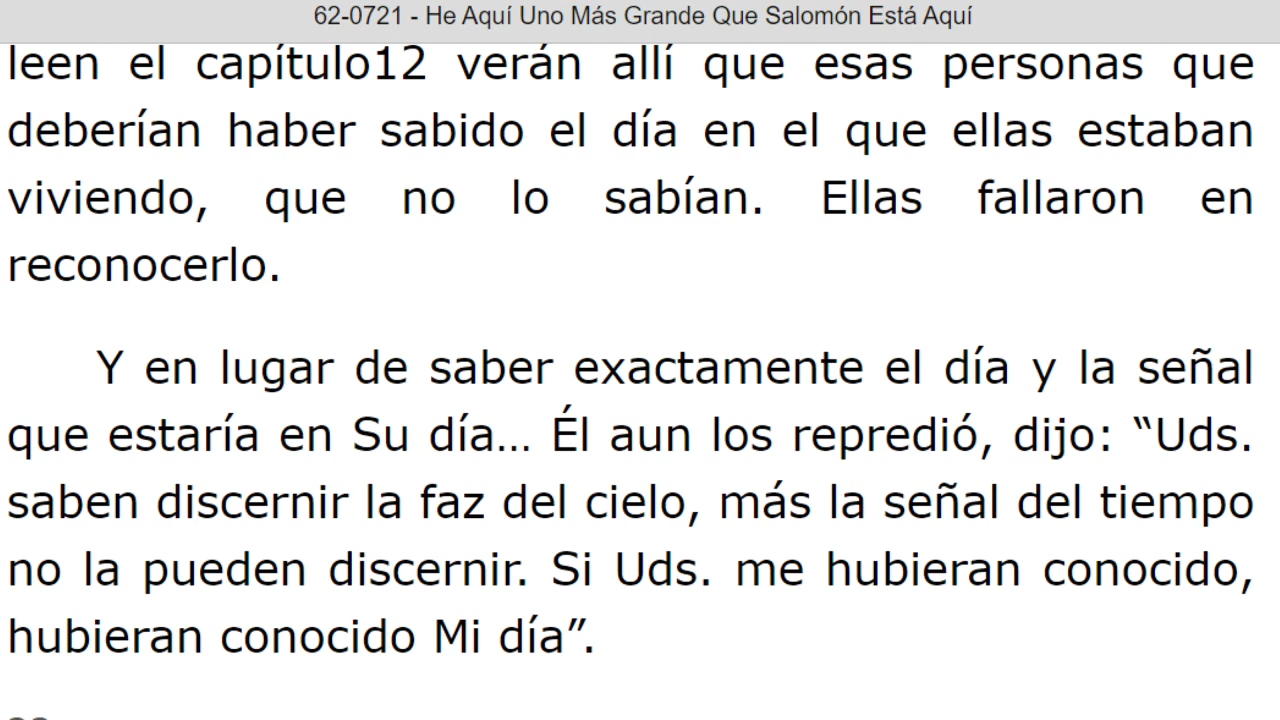 62-0721 - He Aquí Uno Más Grande Que Salomón Está Aquí
leen el capítulo12 verán allí que esas personas que
deberían haber sabido el día en el que ellas estaban
viviendo, que no lo sabían. Ellas fallaron en
reconocerlo.
Y en lugar de saber exactamente el día y la señal
que estaría en Su día… Él aun los repredió, dijo: “Uds.
saben discernir la faz del cielo, más la señal del tiempo
no la pueden discernir. Si Uds. me hubieran conocido,
hubieran conocido Mi día”.